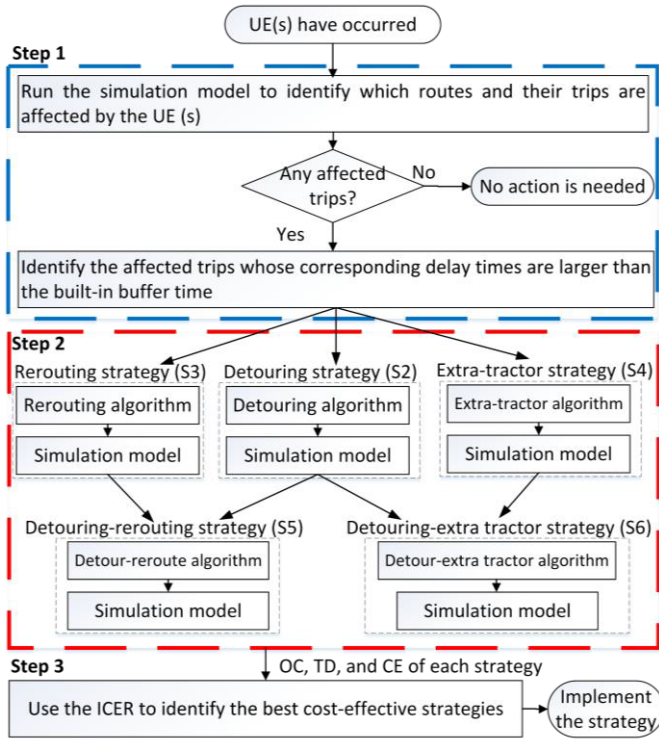 UE(s) have occurred
Step 1
Run the simulation model to identify which routes and their trips are
affected by the UE (s)
Any affected
trips?
No
No action is needed
Yes
Identify the affected trips whose corresponding delay times are larger than
the built-in buffer time
Step 2
Rerouting strategy (S3)
Detouring strategy (S2)
Extra-tractor strategy (S4)
Rerouting algorithm
Detouring algorithm
Extra-tractor algorithm
Simulation model
Simulation model
Simulation model
Detouring-rerouting strategy (S5)
Detouring-extra tractor strategy (S6)
Detour-reroute algorithm
Detour-extra tractor algorithm
Simulation model
Simulation model
Step 3
OC, TD, and CE of each strategy
Use the ICER to identify the best cost-effective strategies
Implement
the strategy